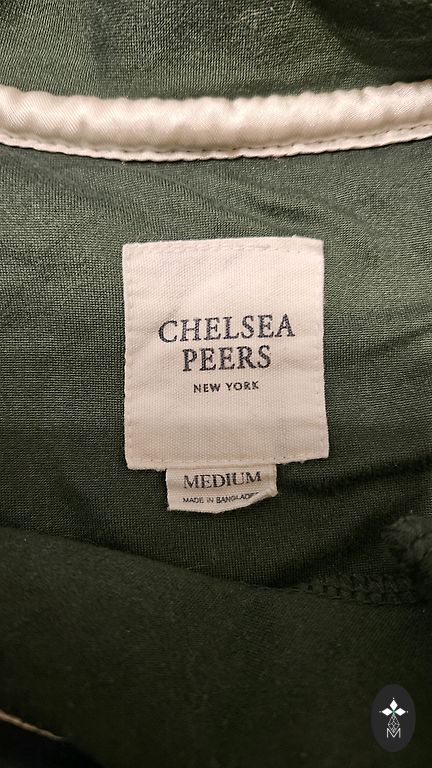 CHELSEA
PEERS
NEW YORK
MEDIUM
MADE IN BANGLADESH
M